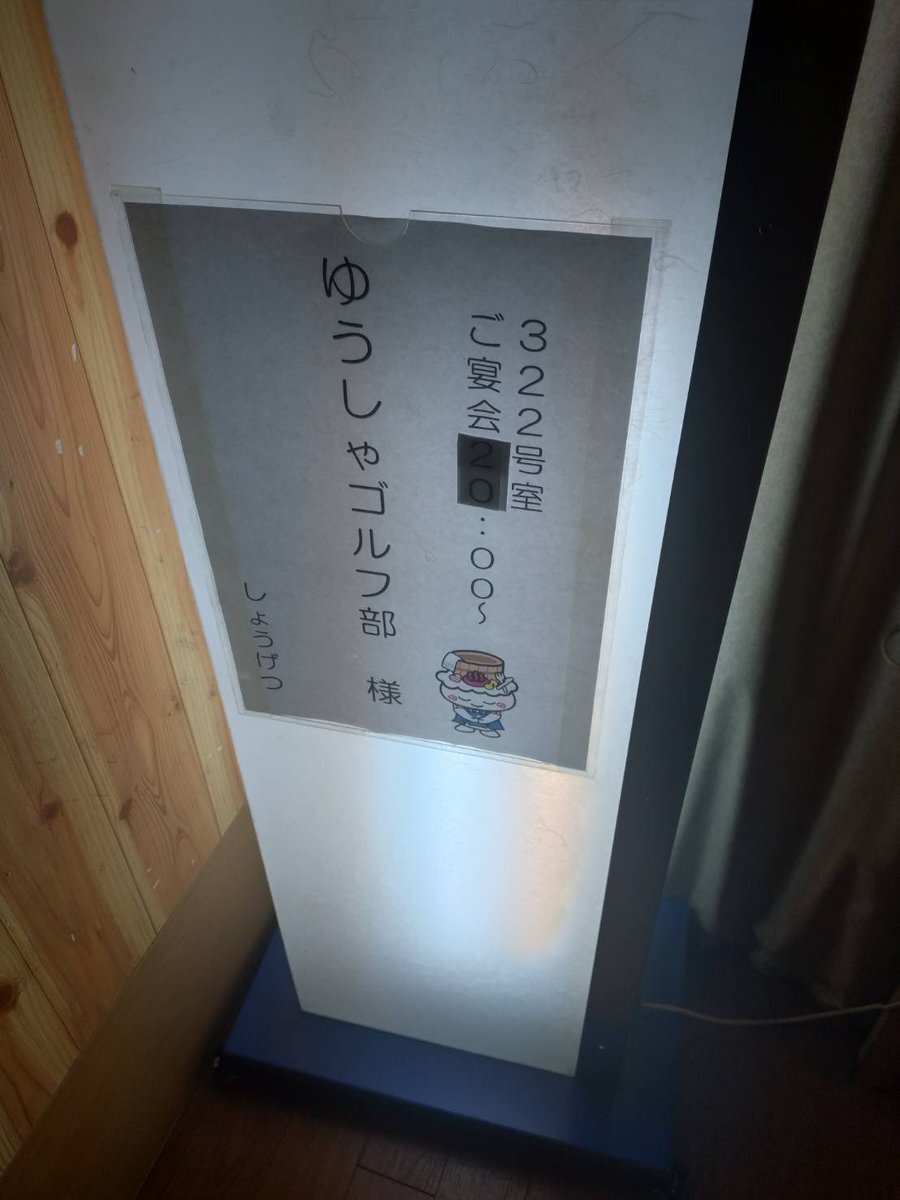 ３２２号室
ご宴会２０：００～
ゆうしゃゴルフ部　様
しょうげつ